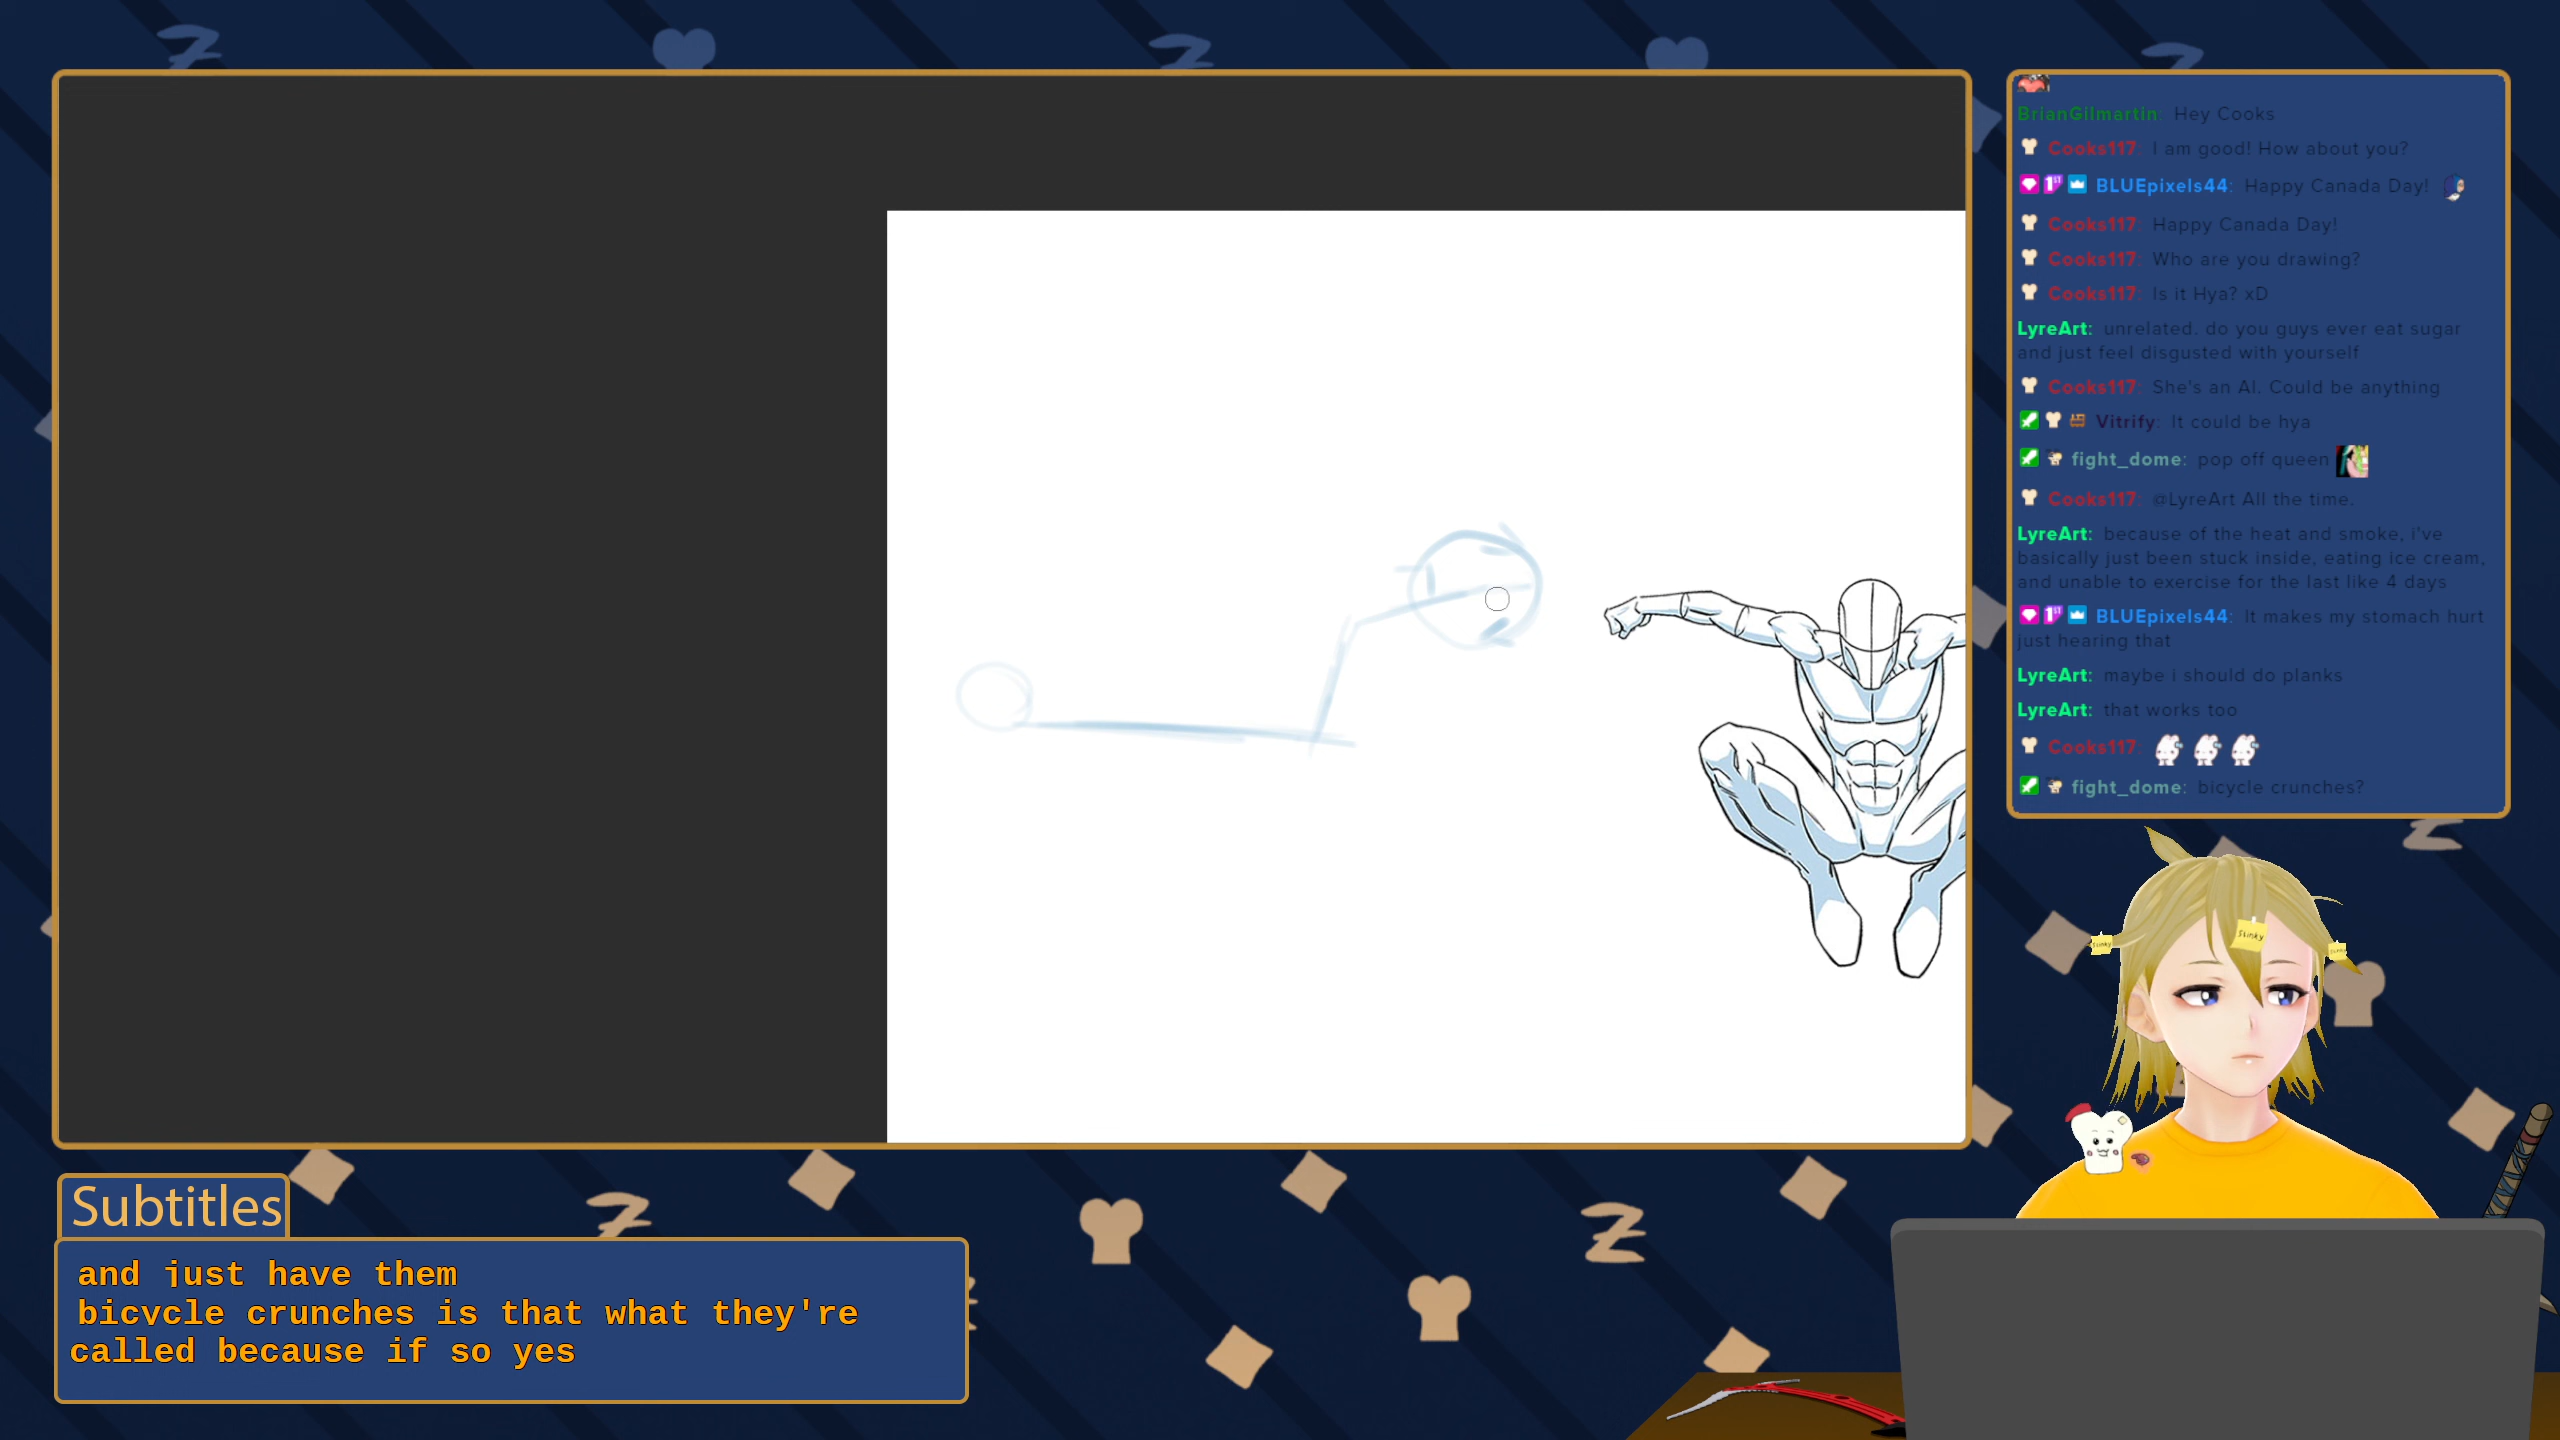 BrianGilmartin: Hey Cooks
Cooks117: I am good! How about you?
BLUEpixels44: Happy Canada Day!
Cooks117: Happy Canada Day!
Cooks117: Who are you drawing?
Cooks117: Is it Hya? xD
LyreArt: unrelated. do you guys ever eat sugar
and just feel disgusted with yourself
Cooks117: She's an AI. Could be anything
Vitrify: It could be hya
fight_dome: pop off queen
Cooks117: @LyreArt All the time.
LyreArt: because of the heat and smoke, i've
basically just been stuck inside, eating ice cream,
and unable to exercise for the last like 4 days
BLUEpixels44: It makes my stomach hurt
just hearing that
LyreArt: maybe i should do planks
LyreArt: that works too
Cooks117:
fight_dome: bicycle crunches?
Stinky
Stinky
Subtitles
and just have them
bicycle crunches is that what they're
called because if so yes